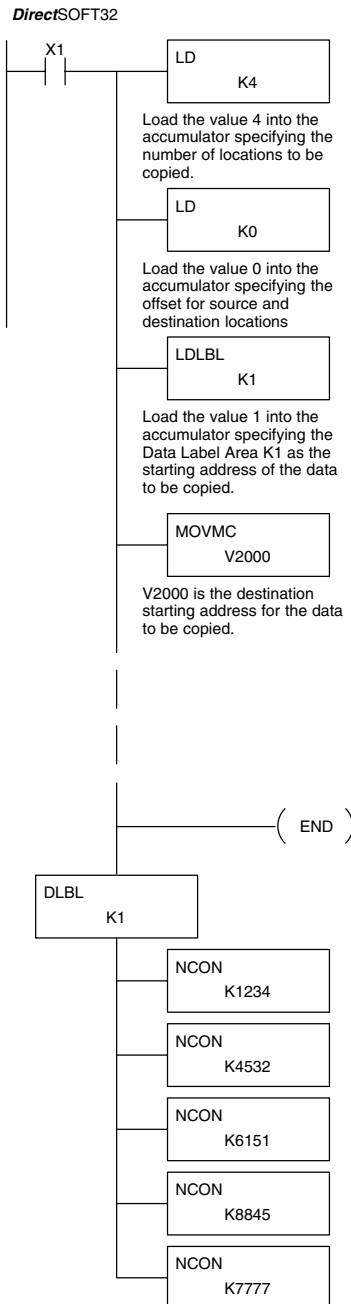 DirectSOFT32
X1
LD
K4
Load the value 4 into the
accumulator specifying the
number of locations to be
copied.
LD
K0
Load the value 0 into the
accumulator specifying the
offset for source and
destination locations
LDLBL
K1
Load the value 1 into the
accumulator specifying the
Data Label Area K1 as the
starting address of the data
to be copied.
MOVMC
V2000
V2000 is the destination
starting address for the data
to be copied.
END
DLBL
K1
NCON
K1234
NCON
K4532
NCON
K6151
NCON
K8845
NCON
K7777